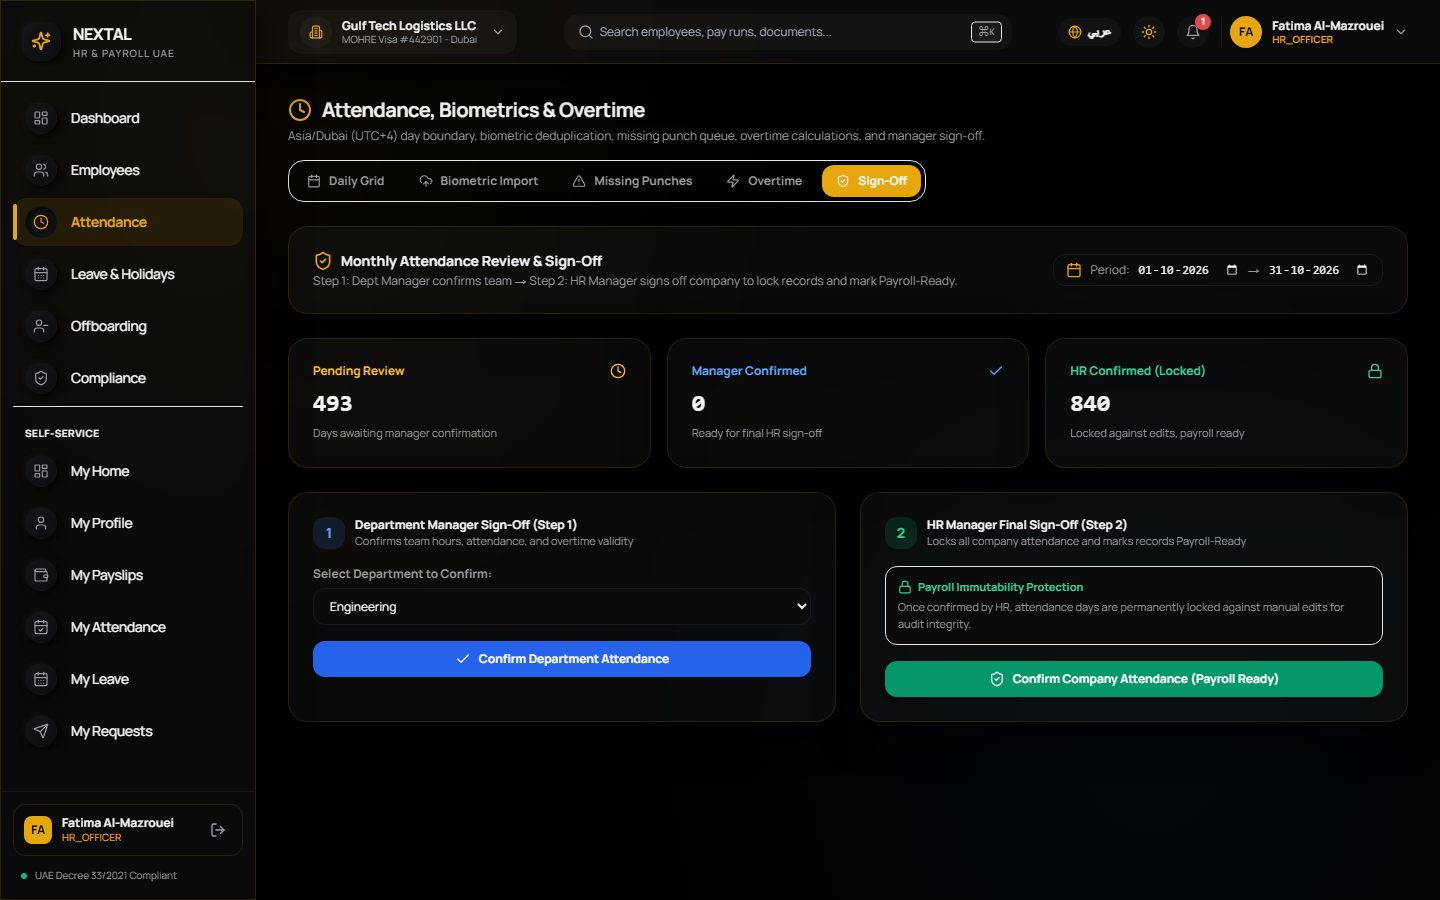 NEXTAL
HR & PAYROLL UAE
Dashboard
Employees
Attendance
Leave & Holidays
Offboarding
Compliance
SELF-SERVICE
My Home
My Profile
My Payslips
My Attendance
My Leave
My Requests
FA
Fatima Al-Mazrouei
HR_OFFICER
UAE Decree 33/2021 Compliant
Gulf Tech Logistics LLC
MOHRE Visa #442901 - Dubai
Search employees, pay runs, documents...
⌘K
عربي
1
FA
Fatima Al-Mazrouei
HR_OFFICER
Attendance, Biometrics & Overtime
Asia/Dubai (UTC+4) day boundary, biometric deduplication, missing punch queue, overtime calculations, and manager sign-off.
Daily Grid
Biometric Import
Missing Punches
Overtime
Sign-Off
Monthly Attendance Review & Sign-Off
Step 1: Dept Manager confirms team → Step 2: HR Manager signs off company to lock records and mark Payroll-Ready.
Period: 01-10-2026 → 31-10-2026
Pending Review
493
Days awaiting manager confirmation
Manager Confirmed
0
Ready for final HR sign-off
HR Confirmed (Locked)
840
Locked against edits, payroll ready
1
Department Manager Sign-Off (Step 1)
Confirms team hours, attendance, and overtime validity
Select Department to Confirm:
Engineering
Confirm Department Attendance
2
HR Manager Final Sign-Off (Step 2)
Locks all company attendance and marks records Payroll-Ready
Payroll Immutability Protection
Once confirmed by HR, attendance days are permanently locked against manual edits for
audit integrity.
Confirm Company Attendance (Payroll Ready)